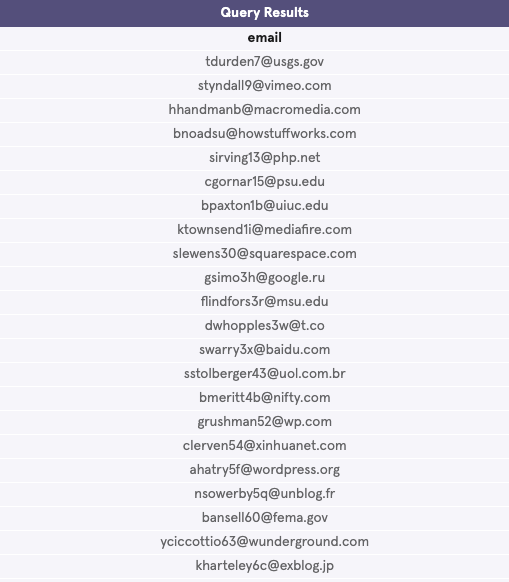 Query Results
email
tdurden7@usgs.gov
styndall9@vimeo.com
hhandmanb@macromedia.com
bnoadsu@howstuffworks.com
sirving13@php.net
cgornar15@psu.edu
bpaxton1b@uiuc.edu
ktownsend1i@mediafire.com
slewens30@squarespace.com
gsimo3h@google.ru
flindfors3r@msu.edu
dwhopples3w@t.co
swarry3x@baidu.com
sstolberger43@uol.com.br
bmeritt4b@nifty.com
grushman52@wp.com
clerven54@xinhuanet.com
ahatry5f@wordpress.org
nsowerby5q@unblog.fr
bansell60@fema.gov
yciccottio63@wunderground.com
kharteley6c@exblog.jp